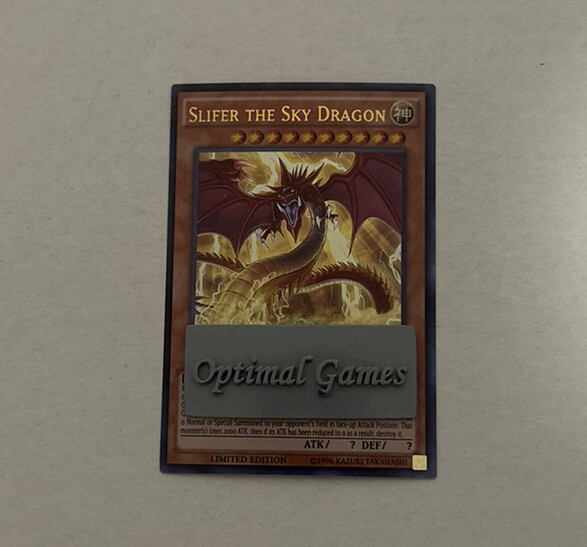 SLIFER THE SKY DRAGON 神
Optimal Games
is Normal or Special Summoned to your opponent's field in face-up Attack Position: That
monster(s) loses 2000 ATK, then if its ATK has been reduced to 0 as a result, destroy it.
ATK/ ? DEF/ ?
LIMITED EDITION ©1996 KAZUKI TAKAHASHI